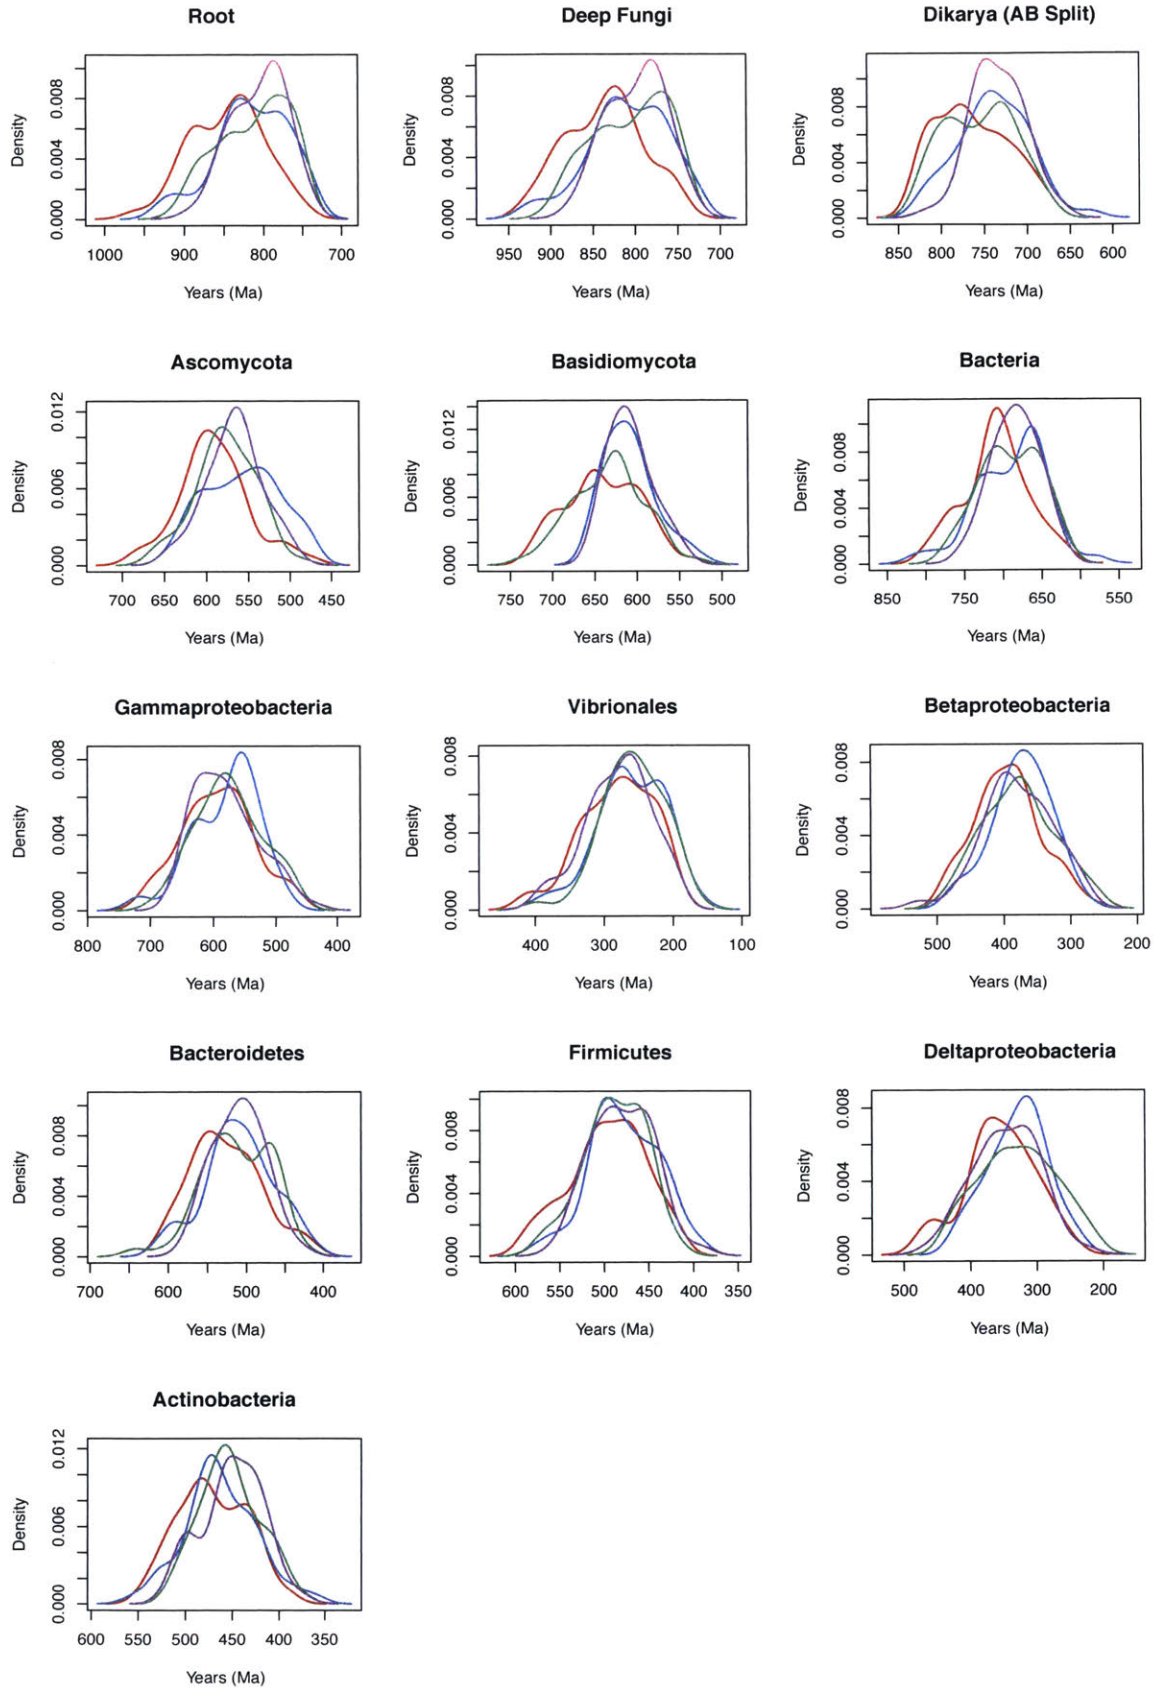 Root
Density
0.000 0.004 0.008
1000 900 800 700
Years (Ma)
Deep Fungi
Density
0.000 0.004 0.008
950 900 850 800 750 700
Years (Ma)
Dikarya (AB Split)
Density
0.000 0.004 0.008
850 800 750 700 650 600
Years (Ma)
Ascomycota
Density
0.000 0.006 0.012
700 650 600 550 500 450
Years (Ma)
Basidiomycota
Density
0.000 0.006 0.012
750 700 650 600 550 500
Years (Ma)
Bacteria
Density
0.000 0.004 0.008
850 750 650 550
Years (Ma)
Gammaproteobacteria
Density
0.000 0.004 0.008
800 700 600 500 400
Years (Ma)
Vibrionales
Density
0.000 0.004 0.008
400 300 200 100
Years (Ma)
Betaproteobacteria
Density
0.000 0.004 0.008
500 400 300 200
Years (Ma)
Bacteroidetes
Density
0.000 0.004 0.008
700 600 500 400
Years (Ma)
Firmicutes
Density
0.000 0.004 0.008
600 550 500 450 400 350
Years (Ma)
Deltaproteobacteria
Density
0.000 0.004 0.008
500 400 300 200
Years (Ma)
Actinobacteria
Density
0.000 0.006 0.012
600 550 500 450 400 350
Years (Ma)